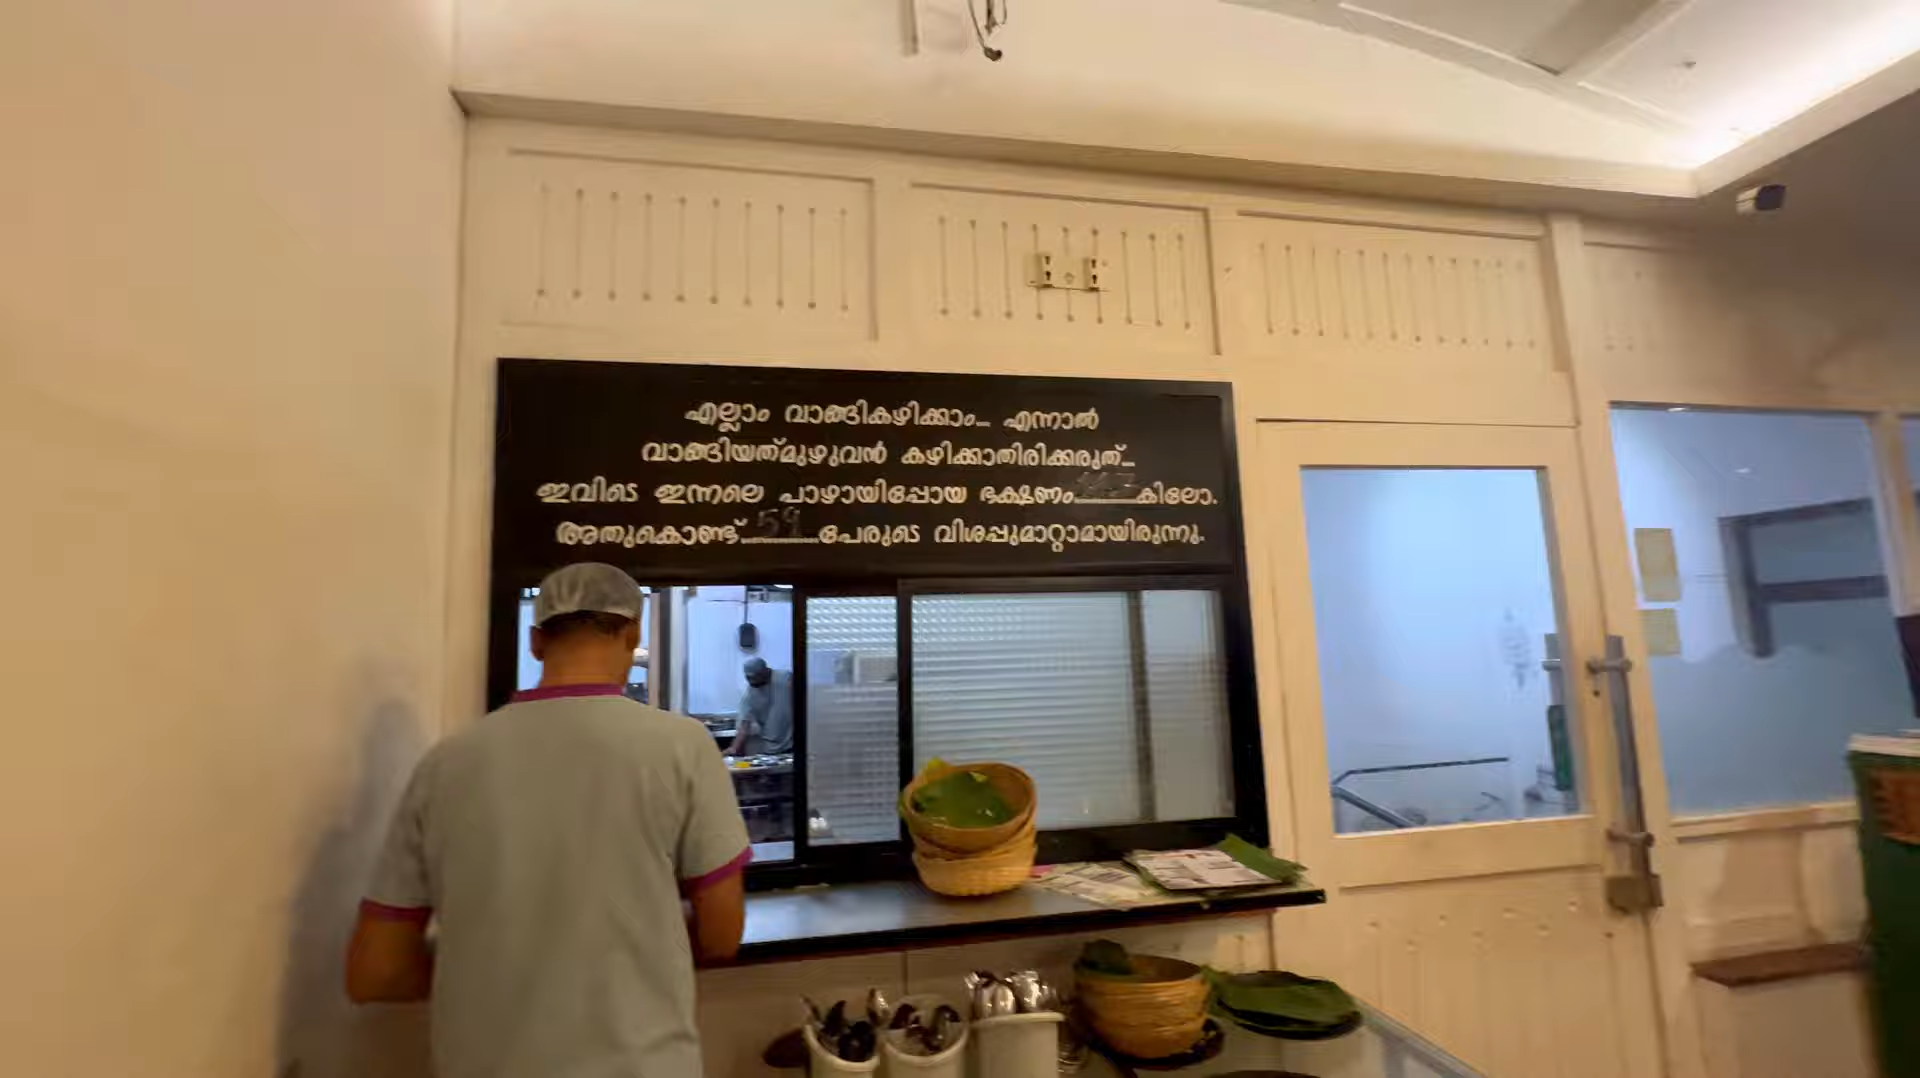 എല്ലാം വാങ്ങികഴിക്കാം... എന്നാൽ
വാങ്ങിയത്മുഴുവൻ കഴിക്കാതിരിക്കരുത്...
ഇവിടെ ഇന്നലെ പാഴായിപ്പോയ ഭക്ഷണം..........കിലോ.
അതുകൊണ്ട്...59...പേരുടെ വിശപ്പുമാറ്റാമായിരുന്നു.